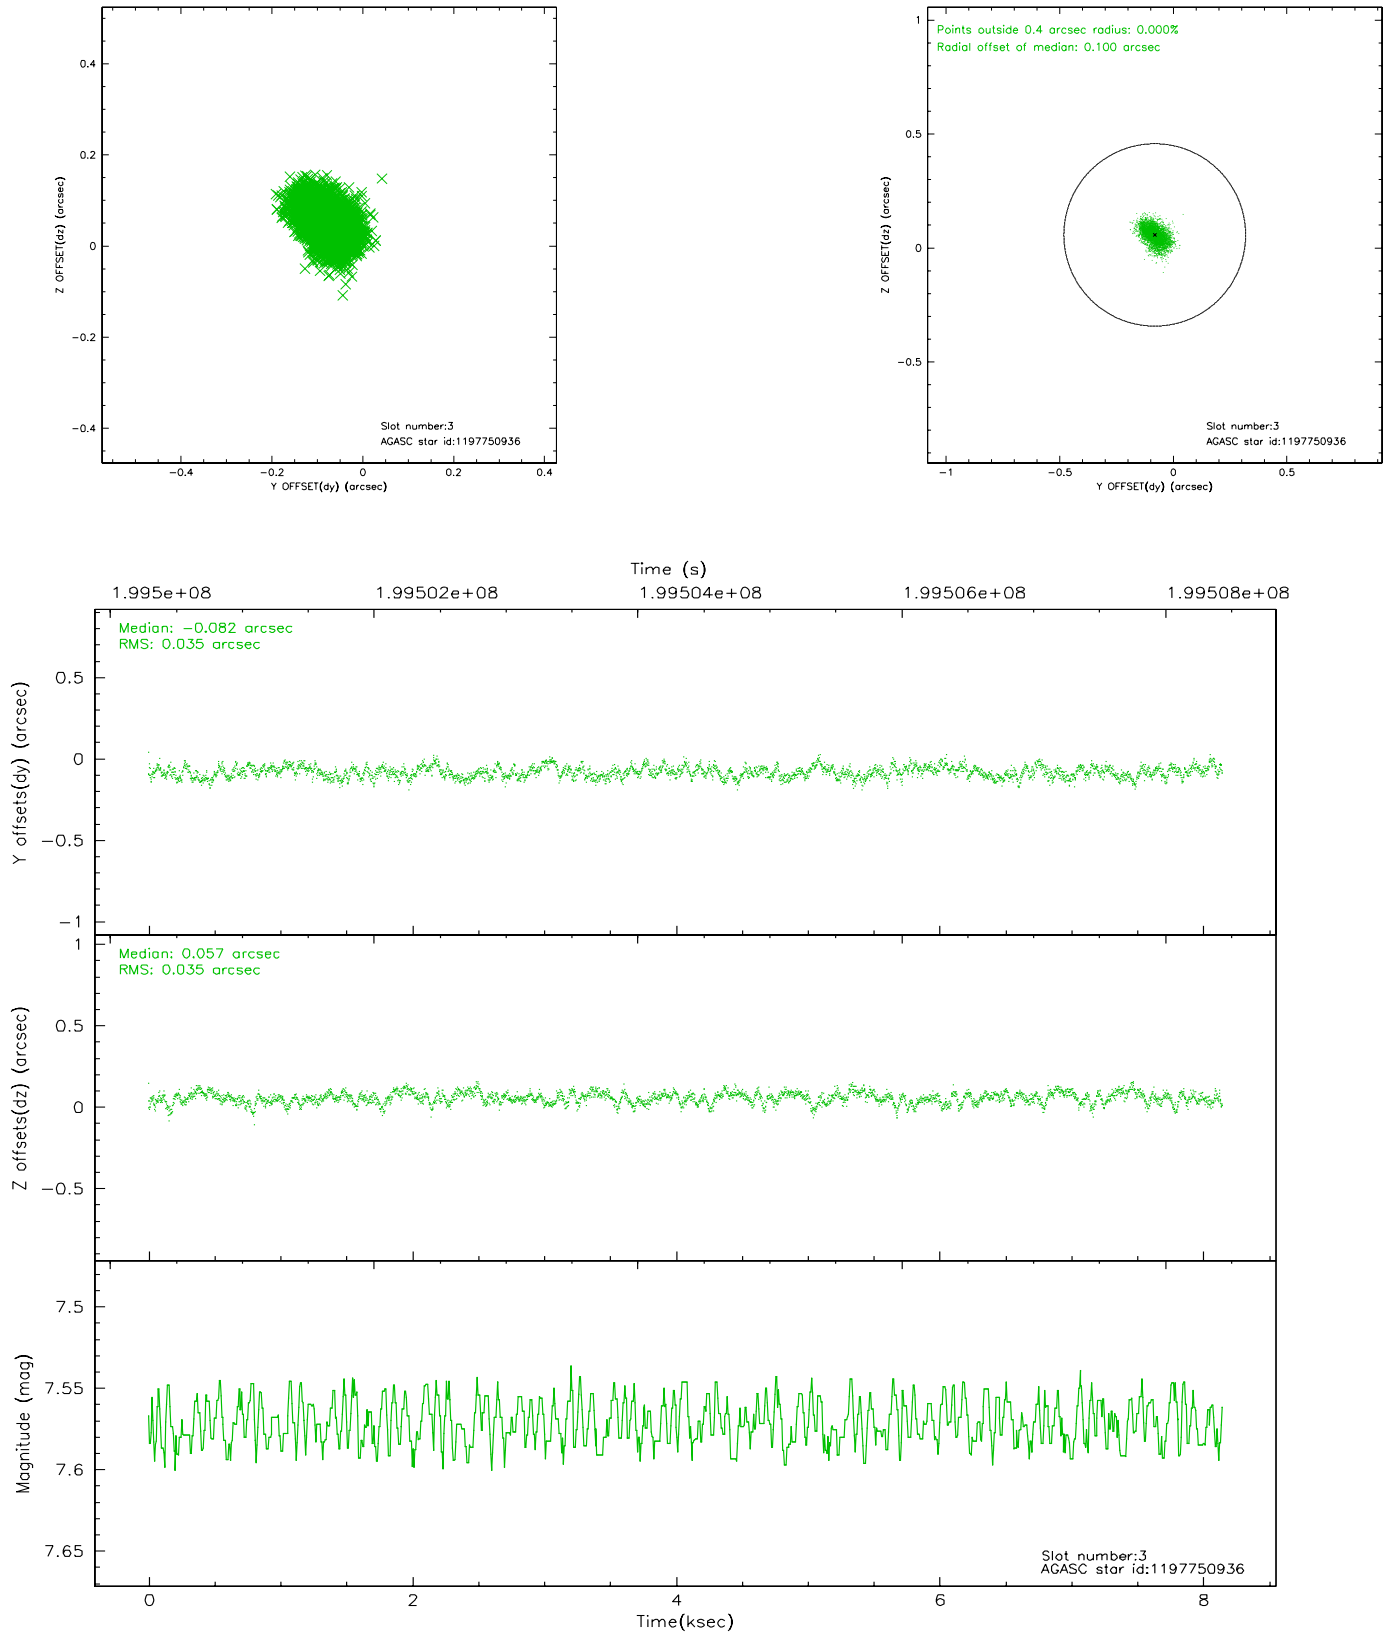 0.4
0.2
0
-0.2
-0.4
Z OFFSET(dz) (arcsec)
Slot number:3
AGASC star id:1197750936
-0.4 -0.2 0 0.2 0.4
Y OFFSET(dy) (arcsec)
Points outside 0.4 arcsec radius: 0.000%
Radial offset of median: 0.100 arcsec
1
0.5
0
-0.5
Z OFFSET(dz) (arcsec)
Slot number:3
AGASC star id:1197750936
-1 -0.5 0 0.5
Y OFFSET(dy) (arcsec)
Time (s)
1.995e+08 1.99502e+08 1.99504e+08 1.99506e+08 1.99508e+08
Median: -0.082 arcsec
RMS: 0.035 arcsec
0.5
0
-0.5
-1
Y offsets(dy) (arcsec)
Median: 0.057 arcsec
RMS: 0.035 arcsec
1
0.5
0
-0.5
Z offsets(dz) (arcsec)
7.5
7.55
7.6
7.65
Magnitude (mag)
Slot number:3
AGASC star id:1197750936
0 2 4 6 8
Time(ksec)